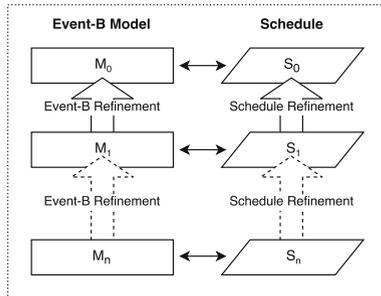 Event-B Model Schedule
M₀ S₀
Event-B Refinement Schedule Refinement
M₁ S₁
Event-B Refinement Schedule Refinement
Mₙ Sₙ